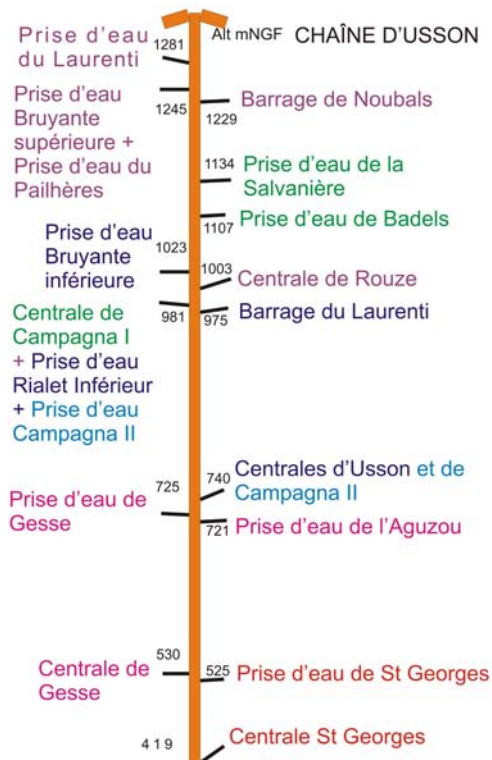 Alt mNGF
CHAÎNE D'USSON
Prise d'eau
du Laurenti
1281
Prise d'eau
Bruyante
supérieure +
Prise d'eau du
Pailhères
1245
Barrage de Noubals
1229
1134
Prise d'eau de la
Salvanière
Prise d'eau de Badels
1107
Prise d'eau
Bruyante
inférieure
1023
1003
Centrale de Rouze
Centrale de
Campagna I
+ Prise d'eau
Rialet Inférieur
+ Prise d'eau
Campagna II
981
975
Barrage du Laurenti
740
Centrales d'Usson et de
Campagna II
725
Prise d'eau de
Gesse
721
Prise d'eau de l'Aguzou
530
Centrale de
Gesse
525
Prise d'eau de St Georges
4 1 9
Centrale St Georges